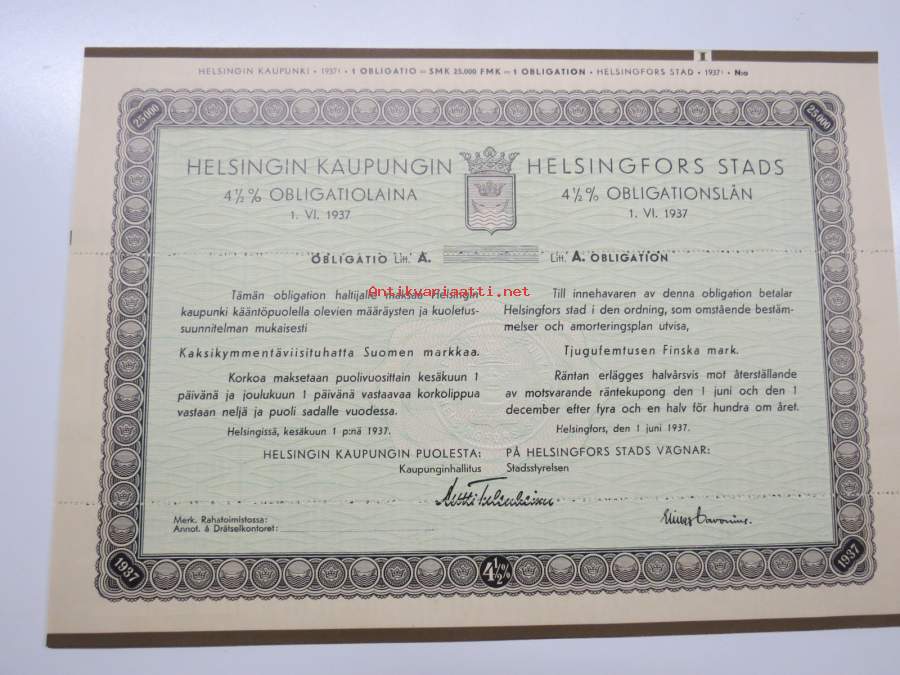 HELSINGIN KAUPUNKI • 1937 • 1 OBLIGATIO = SMK 25.000 FMK = 1 OBLIGATION • HELSINGFORS STAD • 1937 • N:o
25000
25000
HELSINGIN KAUPUNGIN
4½% OBLIGATIOLAINA
1. VI. 1937
HELSINGFORS STADS
4½% OBLIGATIONSLÅN
1. VI. 1937
OBLIGATIO Litt. A.
Litt. A. OBLIGATION
Antikvariaatti.net
Tämän obligation haltijalle maksaa Helsingin
kaupunki kääntöpuolella olevien määräysten ja kuoletus-
suunnitelman mukaisesti
Kaksikymmentäviisituhatta Suomen markkaa.
Korkoa maksetaan puolivuosittain kesäkuun 1
päivänä ja joulukuun 1 päivänä vastaavaa korkolippua
vastaan neljä ja puoli sadalle vuodessa.
Helsingissä, kesäkuun 1 p:nä 1937.
HELSINGIN KAUPUNGIN PUOLESTA:
Kaupunginhallitus
Till innehavaren av denna obligation betalar
Helsingfors stad i den ordning, som omstående bestäm-
melser och amorteringsplan utvisa,
Tjugufemtusen Finska mark.
Räntan erlägges halvårsvis mot återställande
av motsvarande räntekupong den 1 juni och den 1
december efter fyra och en halv för hundra om året.
Helsingfors, den 1 juni 1937.
PÅ HELSINGFORS STADS VÄGNAR:
Stadsstyrelsen
Merk. Rahatoimistossa:
Annot. å Drätselkontoret:
1937
4½%
1937